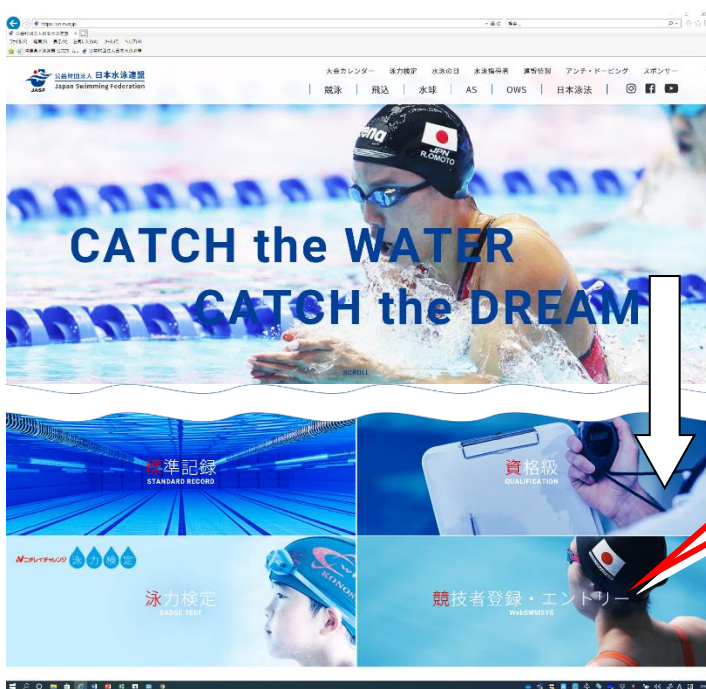 公益財団法人 日本水泳連盟
Japan Swimming Federation
JASF
大会カレンダー 泳力検定 水泳の日 水泳指導者 連盟情報 アンチ・ドーピング スポンサー
競泳 | 飛込 | 水球 | AS | OWS | 日本泳法
arena
JPN
R.OMOTO
CATCH the WATER
CATCH the DREAM
SCROLL
標準記録
STANDARD RECORD
資格級
QUALIFICATION
ニチレイチャレンジ 泳力検定
泳力検定
BADGE TEST
競技者登録・エントリー
WebSWMSYS